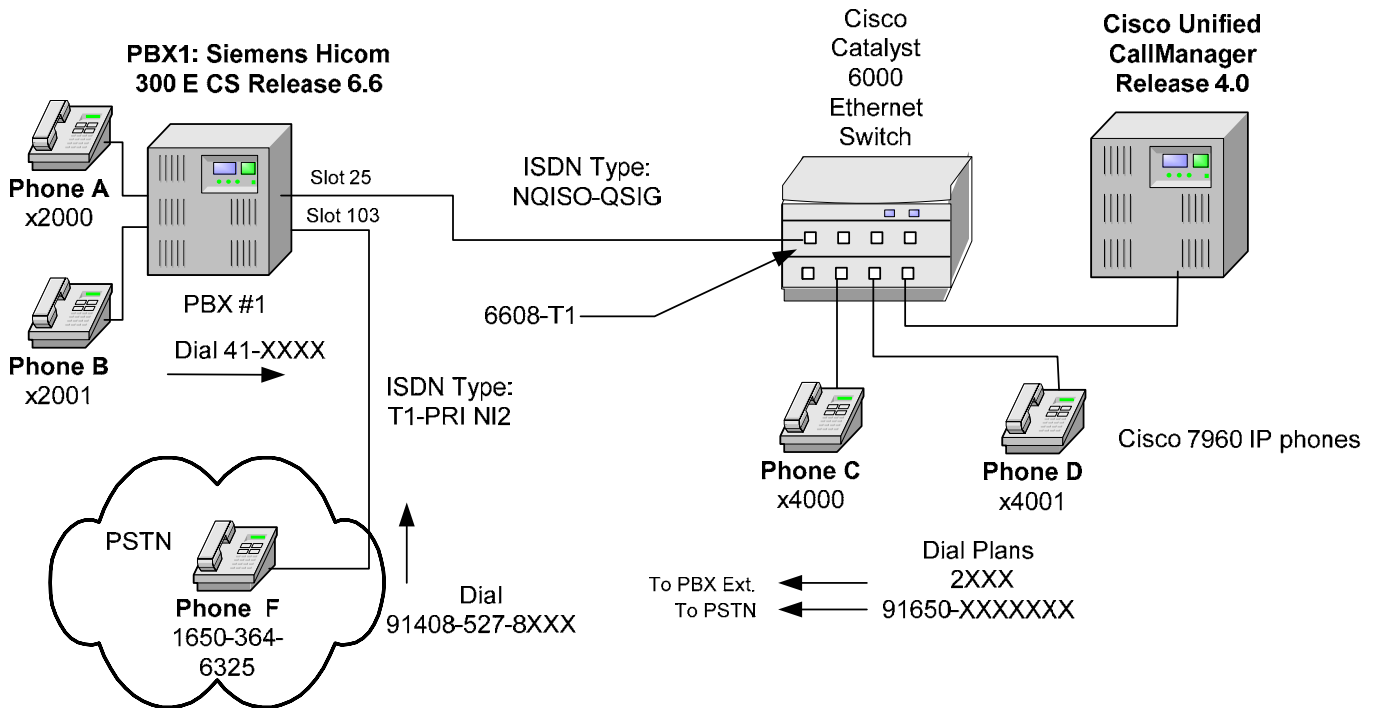 PBX1: Siemens Hicom
300 E CS Release 6.6
Cisco
Catalyst
6000
Ethernet
Switch
Cisco Unified
CallManager
Release 4.0
Phone A
x2000
Slot 25
Slot 103
ISDN Type:
NQISO-QSIG
Phone B
x2001
PBX #1
Dial 41-XXXX
6608-T1
ISDN Type:
T1-PRI NI2
Phone C
x4000
Phone D
x4001
Cisco 7960 IP phones
PSTN
Phone F
1650-364-
6325
Dial
91408-527-8XXX
Dial Plans
To PBX Ext.
2XXX
To PSTN
91650-XXXXXXX